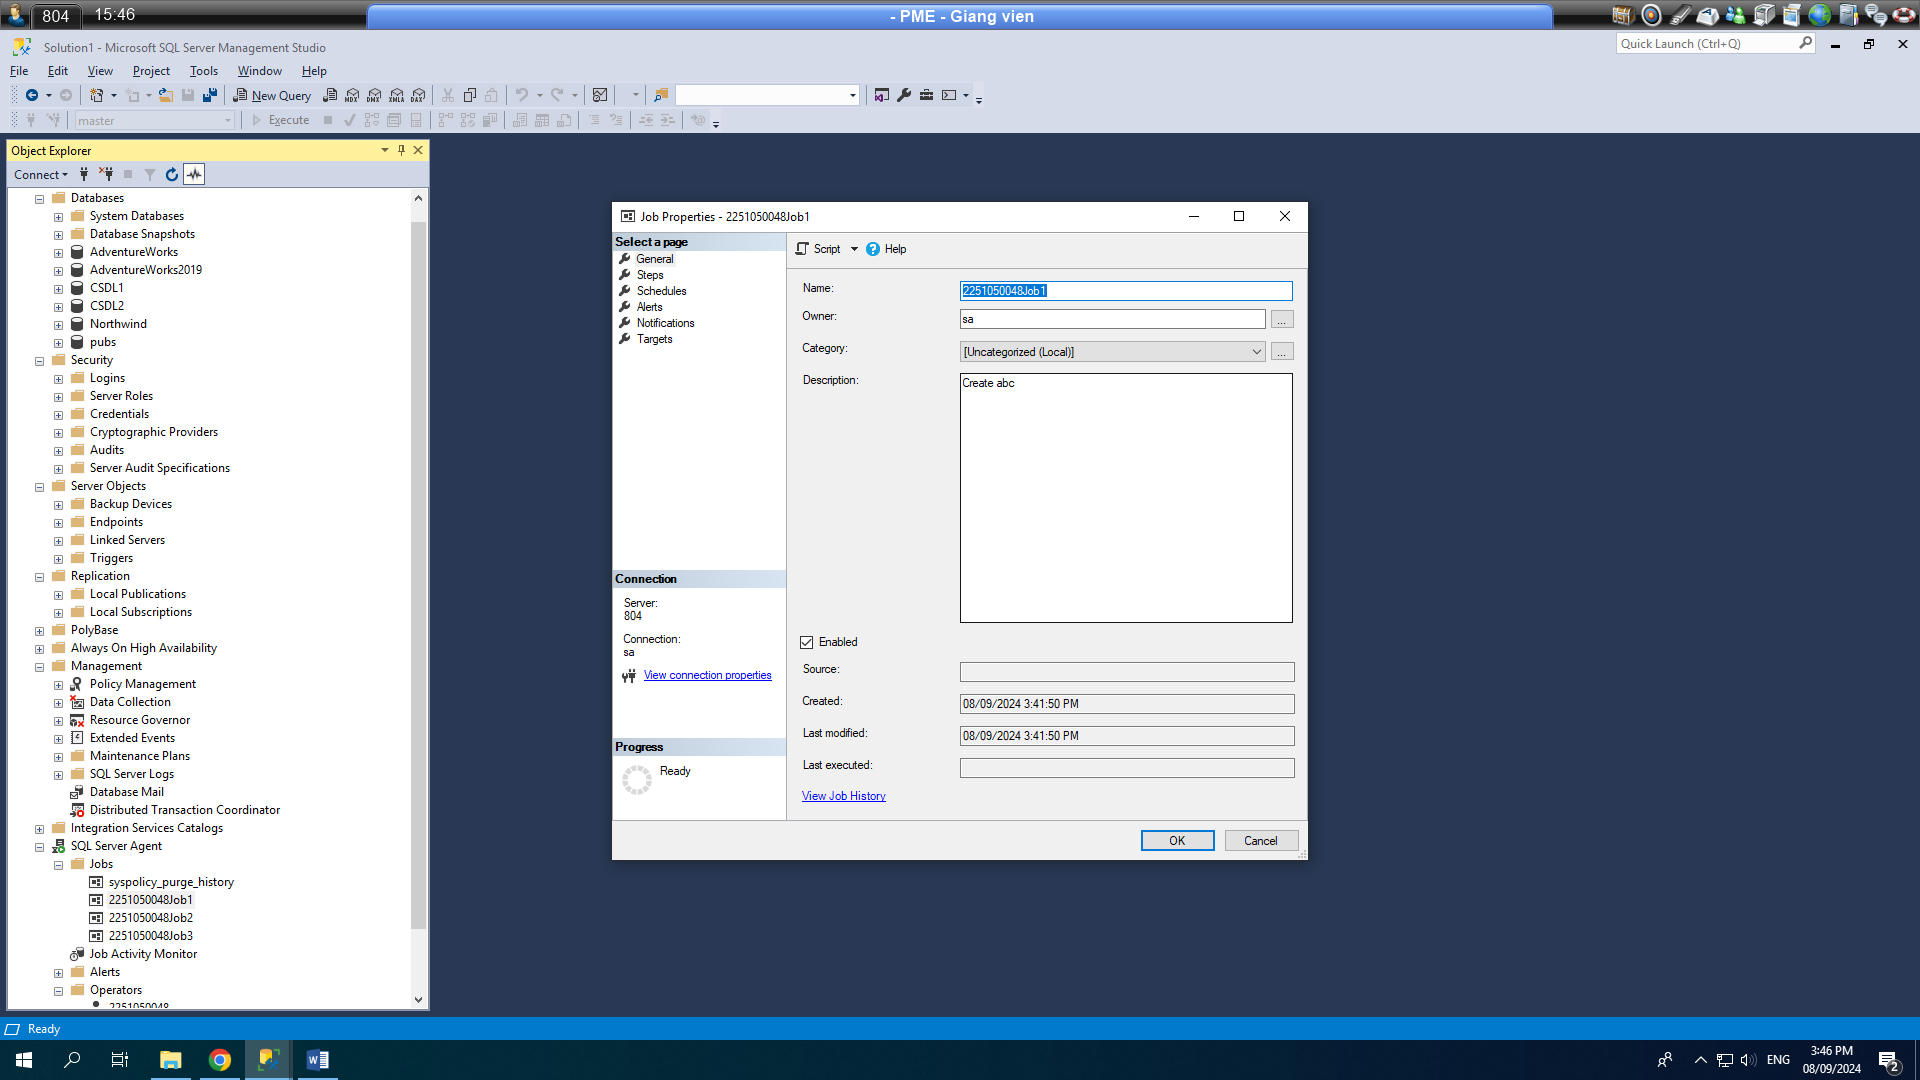 804
15:46
- PME - Giang vien
Solution1 - Microsoft SQL Server Management Studio
Quick Launch (Ctrl+Q)
File Edit View Project Tools Window Help
New Query MDX DMX XMLA DAX
master
Execute
Object Explorer
Connect
Databases
System Databases
Database Snapshots
AdventureWorks
AdventureWorks2019
CSDL1
CSDL2
Northwind
pubs
Security
Logins
Server Roles
Credentials
Cryptographic Providers
Audits
Server Audit Specifications
Server Objects
Backup Devices
Endpoints
Linked Servers
Triggers
Replication
Local Publications
Local Subscriptions
PolyBase
Always On High Availability
Management
Policy Management
Data Collection
Resource Governor
Extended Events
Maintenance Plans
SQL Server Logs
Database Mail
Distributed Transaction Coordinator
Integration Services Catalogs
SQL Server Agent
Jobs
syspolicy_purge_history
2251050048Job1
2251050048Job2
2251050048Job3
Job Activity Monitor
Alerts
Operators
2251050048
Job Properties - 2251050048Job1
Select a page
General
Steps
Schedules
Alerts
Notifications
Targets
Connection
Server:
804
Connection:
sa
View connection properties
Progress
Ready
Script Help
Name: 2251050048Job1
Owner: sa ...
Category: [Uncategorized (Local)] ...
Description: Create abc
Enabled
Source:
Created: 08/09/2024 3:41:50 PM
Last modified: 08/09/2024 3:41:50 PM
Last executed:
View Job History
OK Cancel
Ready
ENG
3:46 PM
08/09/2024
2